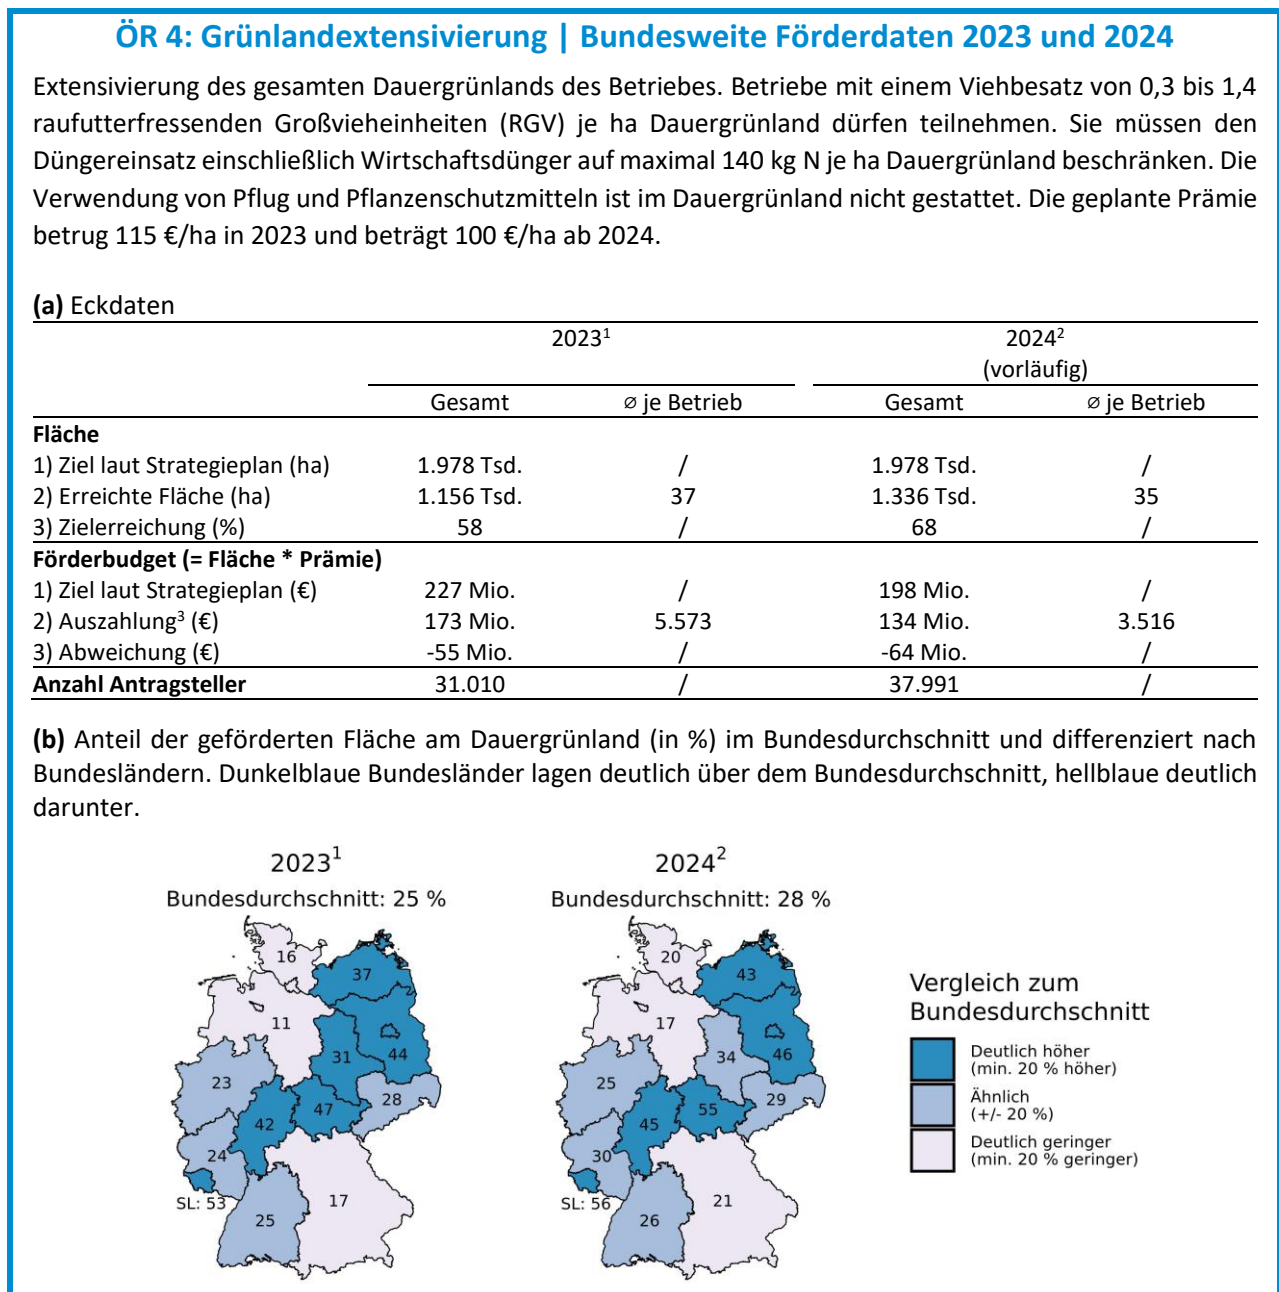 ÖR 4: Grünlandextensivierung | Bundesweite Förderdaten 2023 und 2024
Extensivierung des gesamten Dauergrünlands des Betriebes. Betriebe mit einem Viehbesatz von 0,3 bis 1,4
raufutterfressenden Großvieheinheiten (RGV) je ha Dauergrünland dürfen teilnehmen. Sie müssen den
Düngereinsatz einschließlich Wirtschaftsdünger auf maximal 140 kg N je ha Dauergrünland beschränken. Die
Verwendung von Pflug und Pflanzenschutzmitteln ist im Dauergrünland nicht gestattet. Die geplante Prämie
betrug 115 €/ha in 2023 und beträgt 100 €/ha ab 2024.
(a) Eckdaten
2023¹ 2024²
(vorläufig)
Gesamt ⌀ je Betrieb Gesamt ⌀ je Betrieb
Fläche
1) Ziel laut Strategieplan (ha) 1.978 Tsd. / 1.978 Tsd. /
2) Erreichte Fläche (ha) 1.156 Tsd. 37 1.336 Tsd. 35
3) Zielerreichung (%) 58 / 68 /
Förderbudget (= Fläche * Prämie)
1) Ziel laut Strategieplan (€) 227 Mio. / 198 Mio. /
2) Auszahlung³ (€) 173 Mio. 5.573 134 Mio. 3.516
3) Abweichung (€) -55 Mio. / -64 Mio. /
Anzahl Antragsteller 31.010 / 37.991 /
(b) Anteil der geförderten Fläche am Dauergrünland (in %) im Bundesdurchschnitt und differenziert nach
Bundesländern. Dunkelblaue Bundesländer lagen deutlich über dem Bundesdurchschnitt, hellblaue deutlich
darunter.
2023¹
Bundesdurchschnitt: 25 %
16
37
11
31
44
23
28
47
42
24
SL: 53
17
25
2024²
Bundesdurchschnitt: 28 %
20
43
17
34
46
25
29
55
45
30
SL: 56
21
26
Vergleich zum
Bundesdurchschnitt
Deutlich höher
(min. 20 % höher)
Ähnlich
(+/- 20 %)
Deutlich geringer
(min. 20 % geringer)